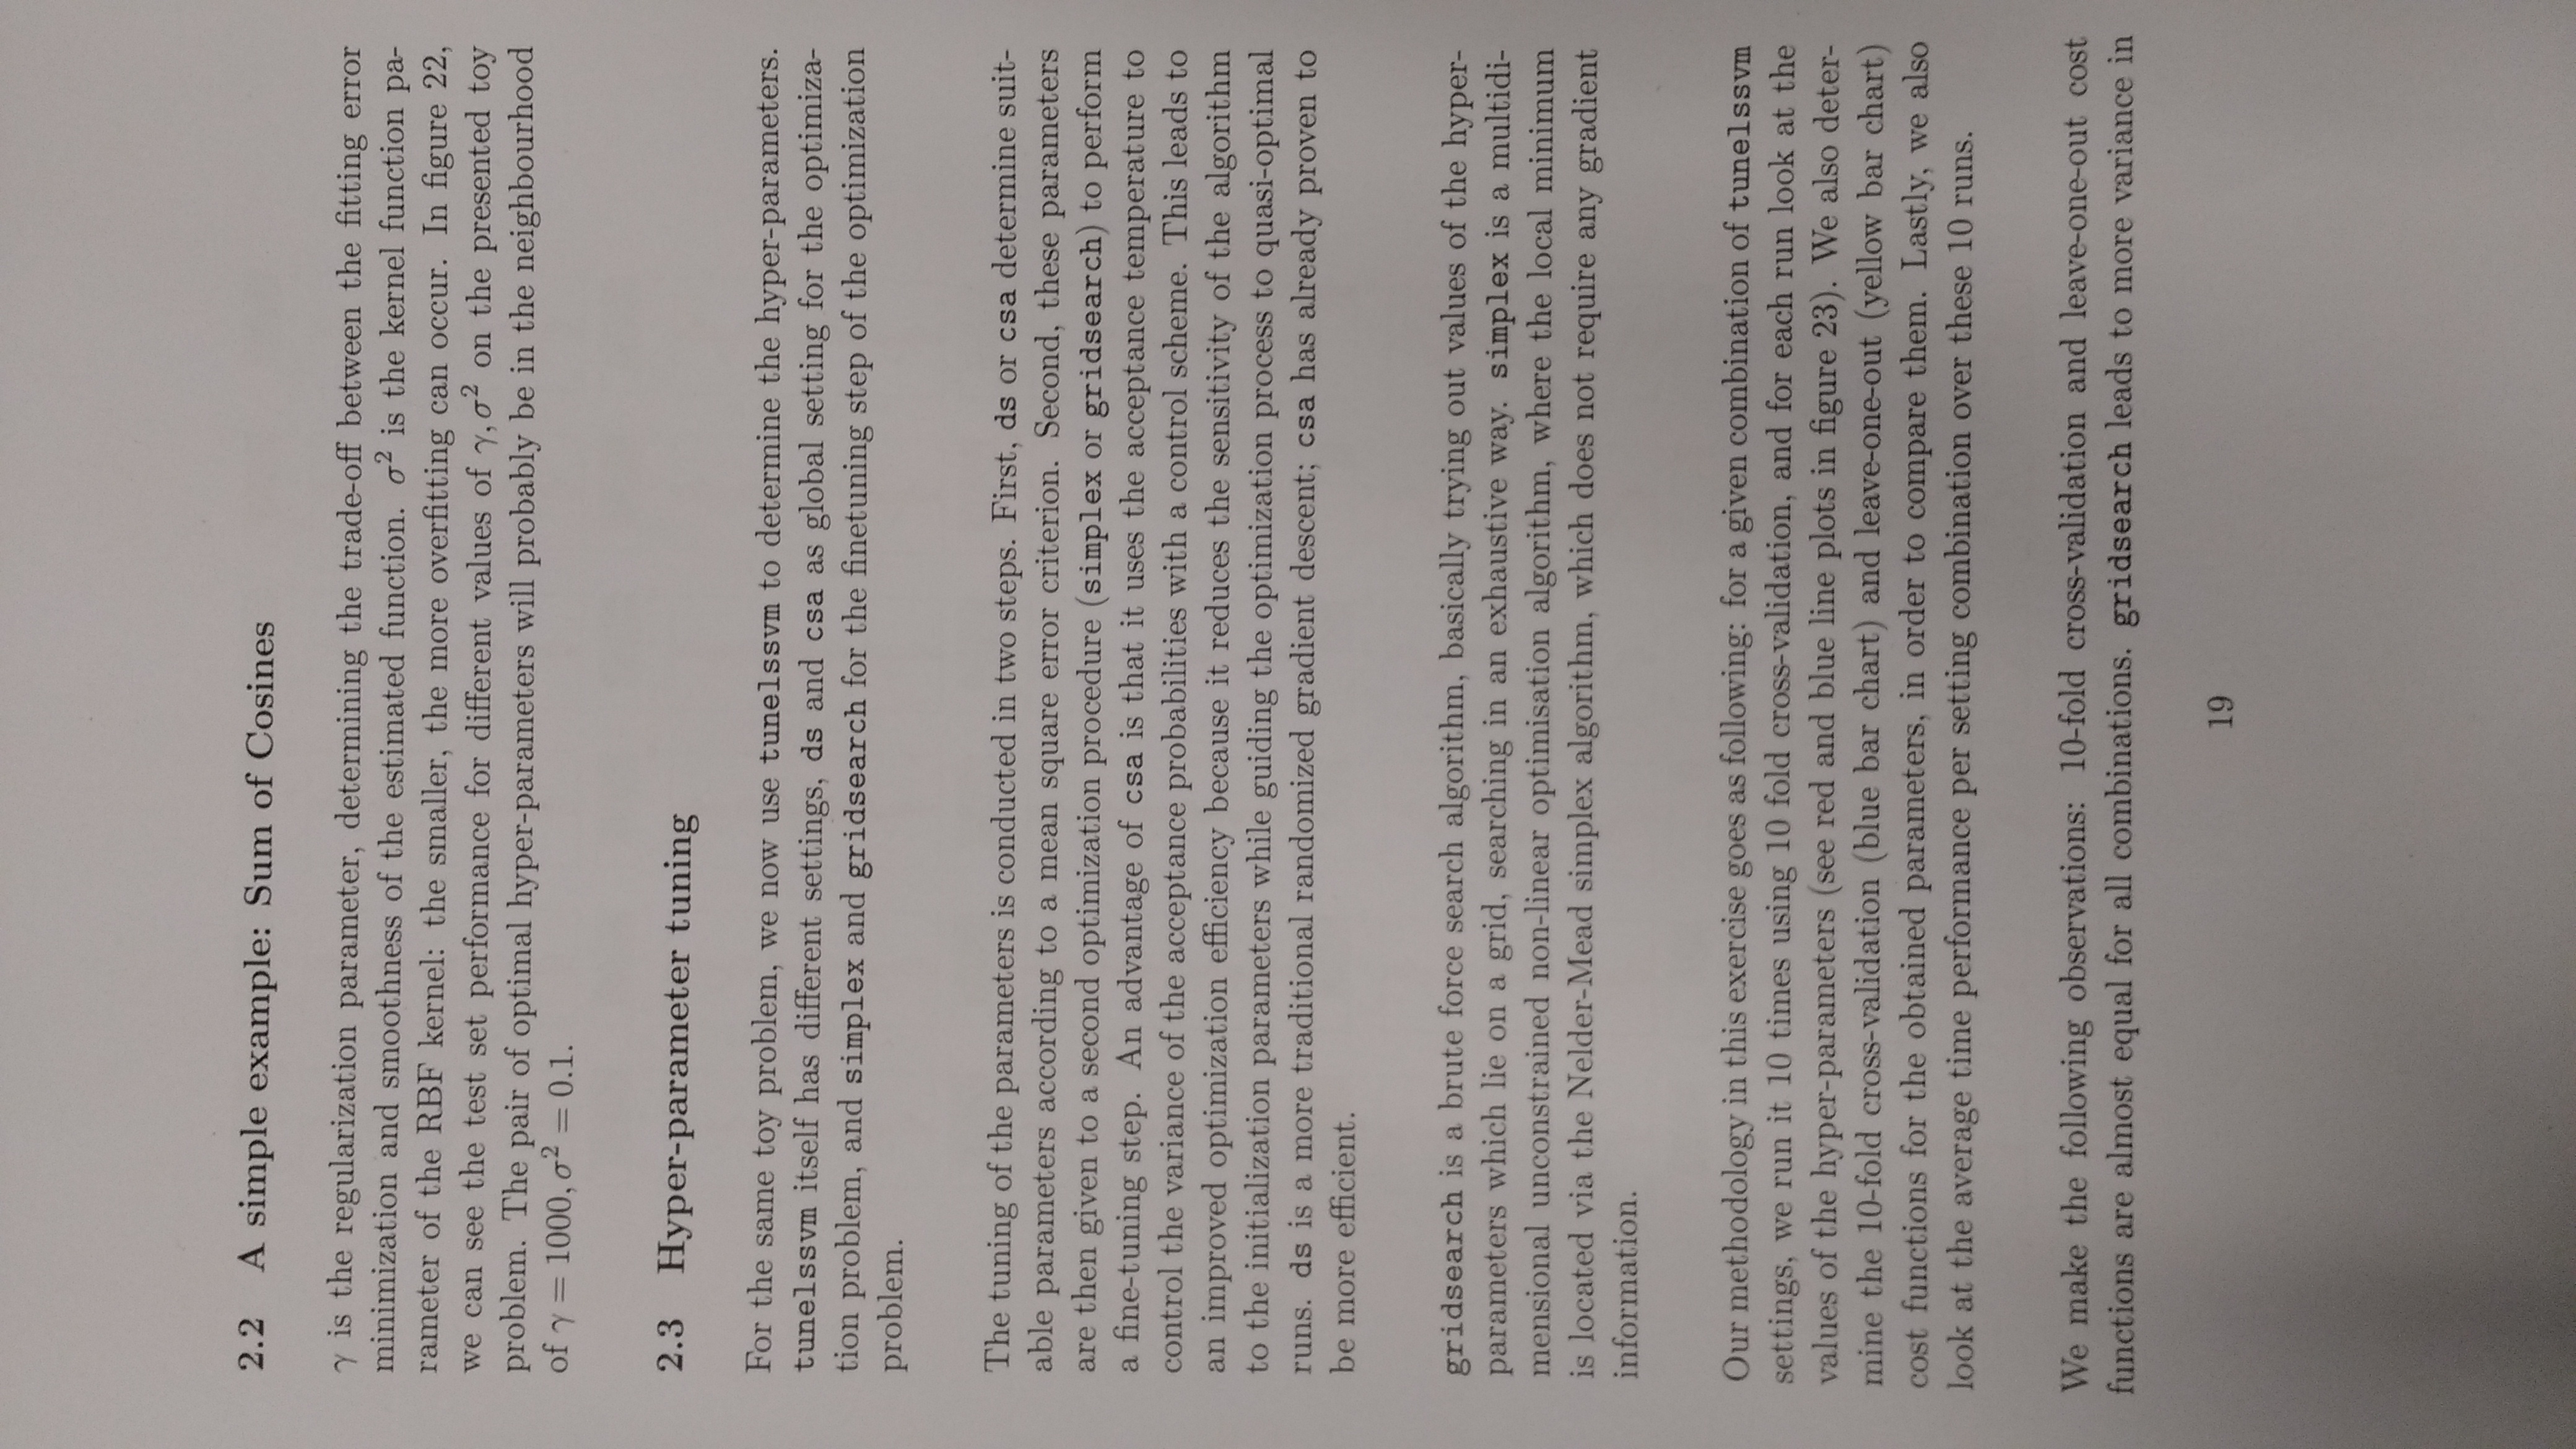 2.2 A simple example: Sum of Cosines
γ is the regularization parameter, determining the trade-off between the fitting error
minimization and smoothness of the estimated function. σ² is the kernel function pa-
rameter of the RBF kernel: the smaller, the more overfitting can occur. In figure 22,
we can see the test set performance for different values of γ, σ² on the presented toy
problem. The pair of optimal hyper-parameters will probably be in the neighbourhood
of γ = 1000, σ² = 0.1.
2.3 Hyper-parameter tuning
For the same toy problem, we now use tunelssvm to determine the hyper-parameters.
tunelssvm itself has different settings, ds and csa as global setting for the optimiza-
tion problem, and simplex and gridsearch for the finetuning step of the optimization
problem.
The tuning of the parameters is conducted in two steps. First, ds or csa determine suit-
able parameters according to a mean square error criterion. Second, these parameters
are then given to a second optimization procedure (simplex or gridsearch) to perform
a fine-tuning step. An advantage of csa is that it uses the acceptance temperature to
control the variance of the acceptance probabilities with a control scheme. This leads to
an improved optimization efficiency because it reduces the sensitivity of the algorithm
to the initialization parameters while guiding the optimization process to quasi-optimal
runs. ds is a more traditional randomized gradient descent; csa has already proven to
be more efficient.
gridsearch is a brute force search algorithm, basically trying out values of the hyper-
parameters which lie on a grid, searching in an exhaustive way. simplex is a multidi-
mensional unconstrained non-linear optimisation algorithm, where the local minimum
is located via the Nelder-Mead simplex algorithm, which does not require any gradient
information.
Our methodology in this exercise goes as following: for a given combination of tunelssvm
settings, we run it 10 times using 10 fold cross-validation, and for each run look at the
values of the hyper-parameters (see red and blue line plots in figure 23). We also deter-
mine the 10-fold cross-validation (blue bar chart) and leave-one-out (yellow bar chart)
cost functions for the obtained parameters, in order to compare them. Lastly, we also
look at the average time performance per setting combination over these 10 runs.
We make the following observations: 10-fold cross-validation and leave-one-out cost
functions are almost equal for all combinations. gridsearch leads to more variance in
19